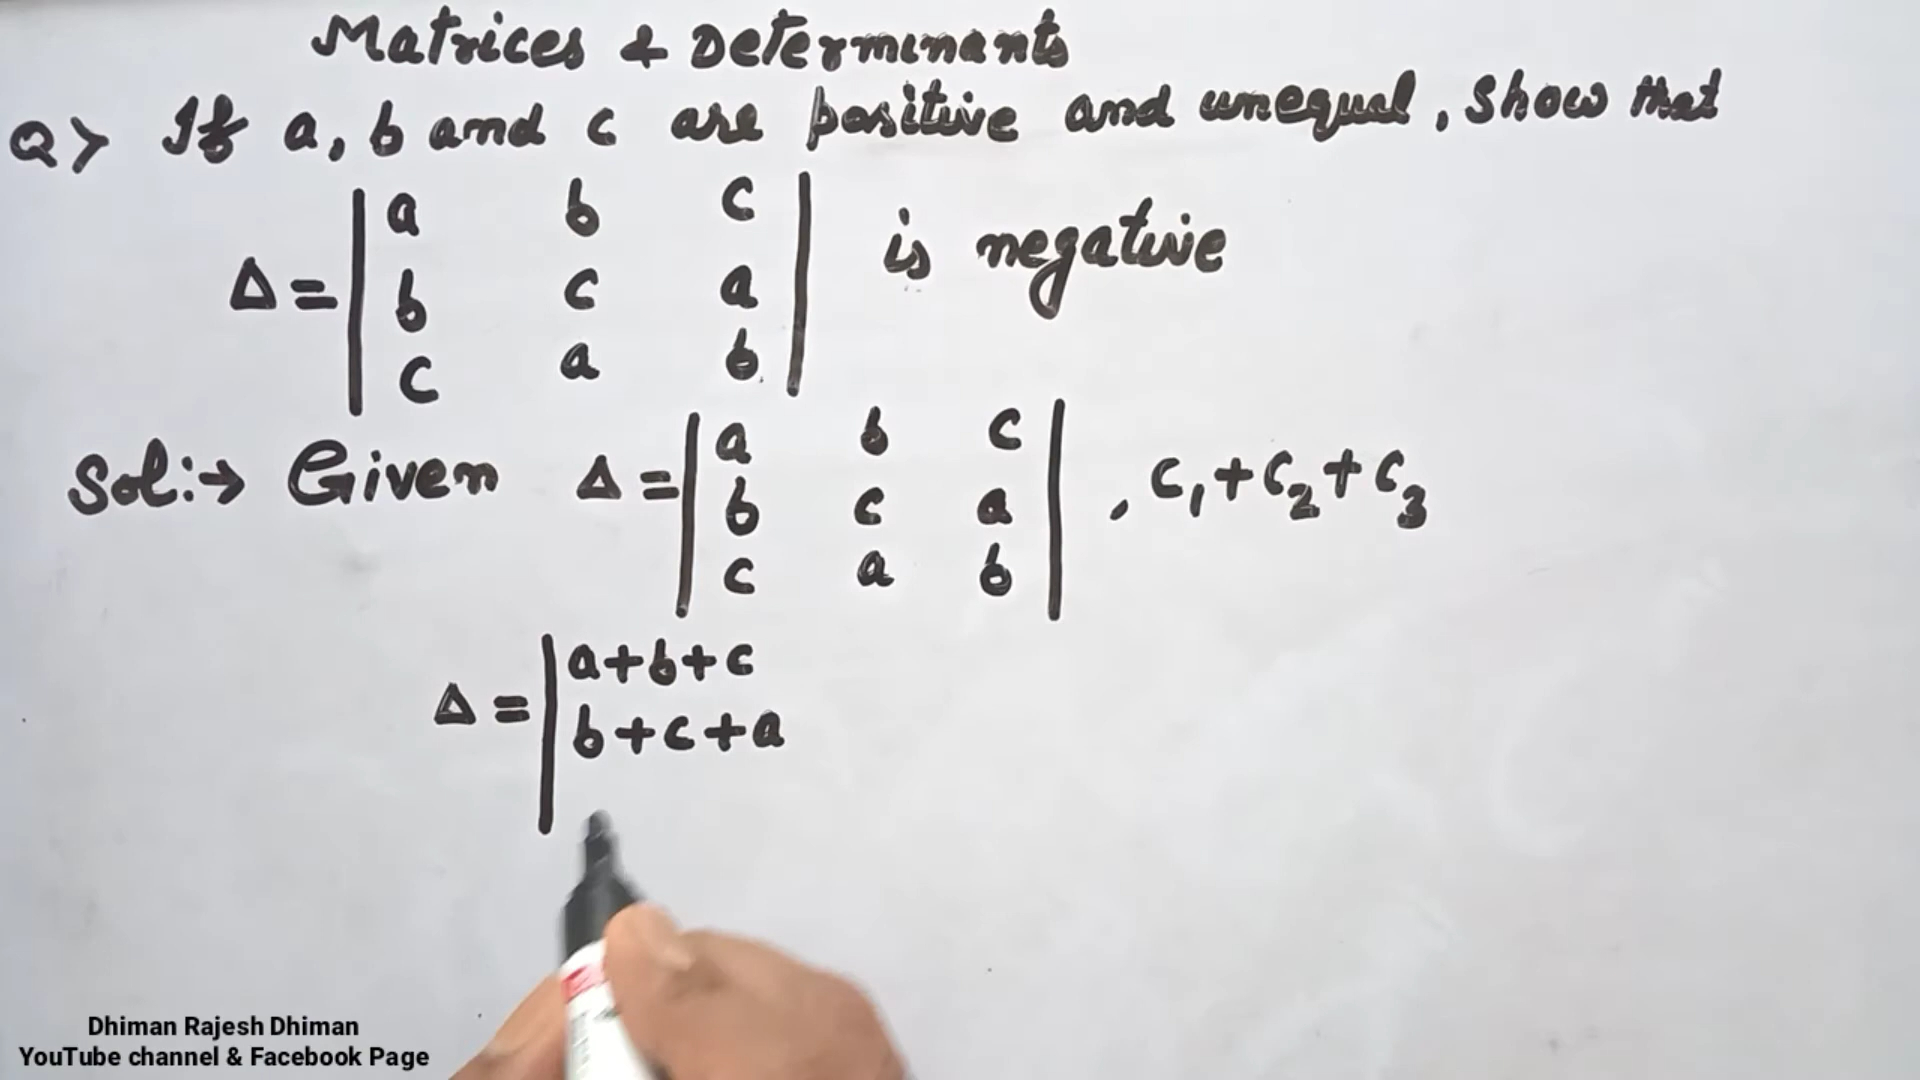 Matrices & Determinants
Q> If a, b and c are positive and unequal, show that
Δ = | a b c | is negative
| b c a |
| c a b |
Sol:→ Given Δ = | a b c | , C₁+C₂+C₃
| b c a |
| c a b |
Δ = | a+b+c
| b+c+a
Dhiman Rajesh Dhiman
YouTube channel & Facebook Page